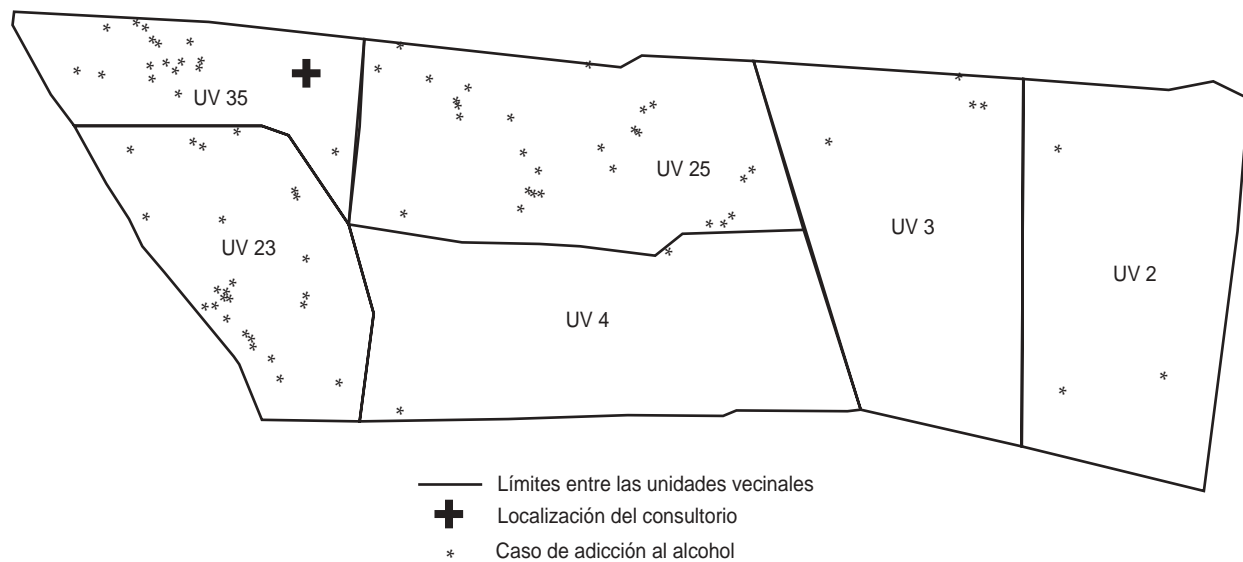 UV 35
UV 25
UV 3
UV 23
UV 2
UV 4
Límites entre las unidades vecinales
Localización del consultorio
Caso de adicción al alcohol